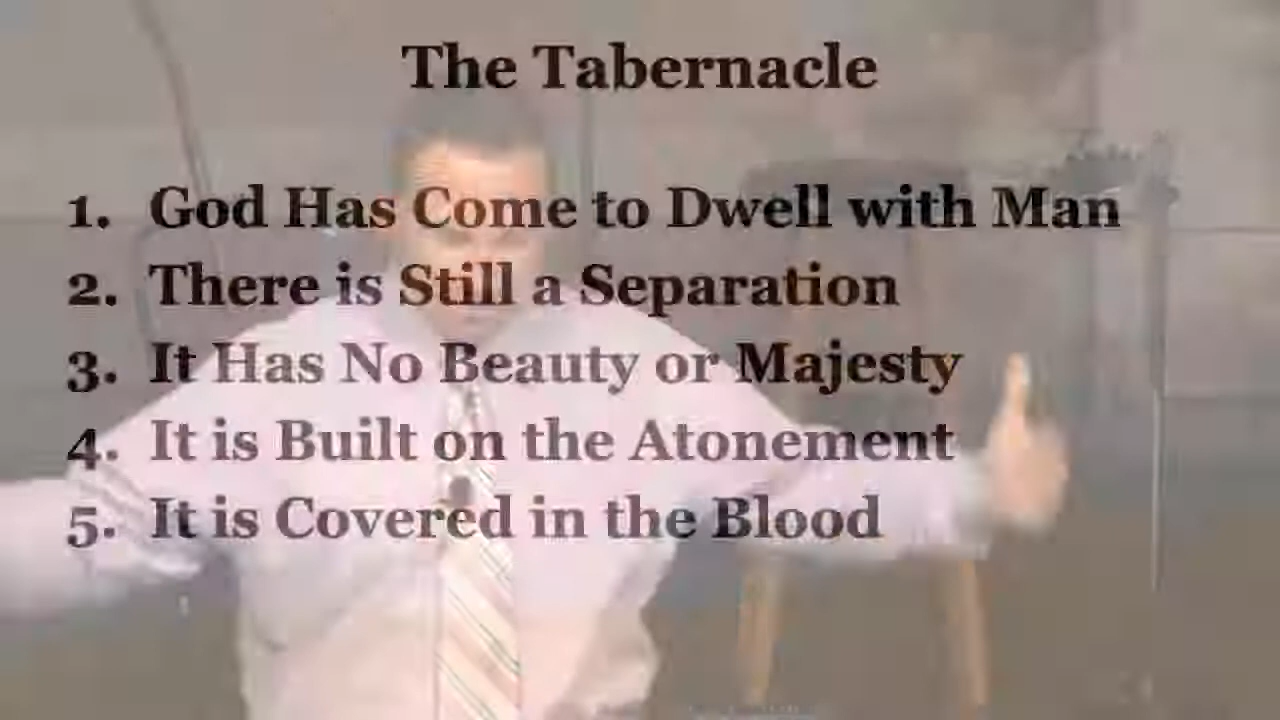 The Tabernacle
1. God Has Come to Dwell with Man
2. There is Still a Separation
3. It Has No Beauty or Majesty
4. It is Built on the Atonement
5. It is Covered in the Blood